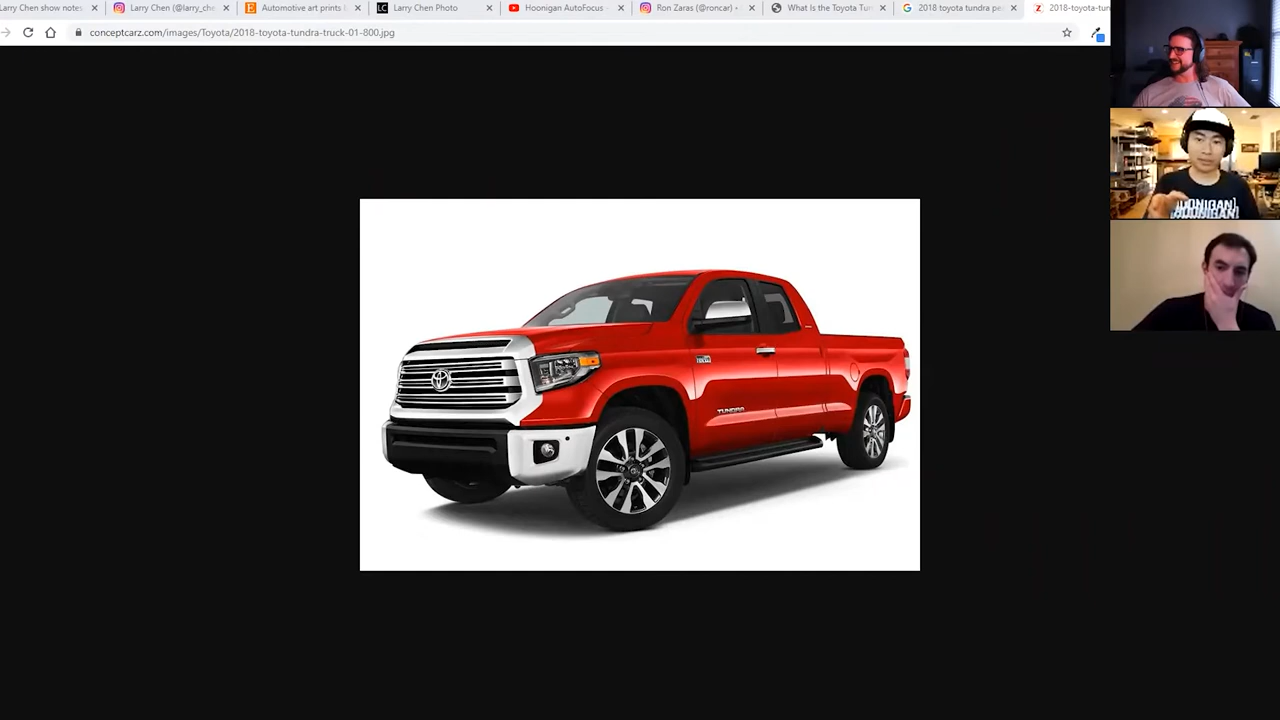 Larry Chen show notes
Larry Chen (@larry_che
Automotive art prints b
Larry Chen Photo
Hoonigan AutoFocus -
Ron Zaras (@roncar) •
What Is the Toyota Tun
2018 toyota tundra pe
2018-toyota-tun
conceptcarz.com/images/Toyota/2018-toyota-tundra-truck-01-800.jpg
TUNDRA
HOONIGAN
HOONIGAN